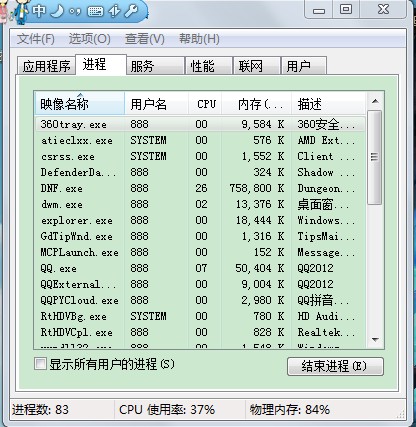 中
文件(F) 选项(O) 查看(V) 帮助(H)
应用程序 进程 服务 性能 联网 用户
映像名称 用户名 CPU 内存(... 描述
360tray.exe 888 00 9,584 K 360安全...
atieclxx.exe SYSTEM 00 576 K AMD Ext...
csrss.exe SYSTEM 00 1,552 K Client ...
DefenderDa... 888 00 324 K Shadow ...
DNF.exe 888 26 758,800 K Dungeon...
dwm.exe 888 02 13,376 K 桌面窗...
explorer.exe 888 00 18,444 K Windows...
GdTipWnd.exe 888 00 1,316 K TipsMai...
MCPLaunch.exe 888 00 152 K Message...
QQ.exe 888 07 50,404 K QQ2012
QQExternal... 888 00 9,004 K QQ2012
QQPYCloud.exe 888 00 2,980 K QQ拼音...
RtHDVBg.exe SYSTEM 00 780 K HD Audi...
RtHDVCpl.exe 888 00 828 K Realtek...
rundll32.exe 888 00 1,548 K Windows...
显示所有用户的进程(S) 结束进程(E)
进程数: 83 CPU 使用率: 37% 物理内存: 84%